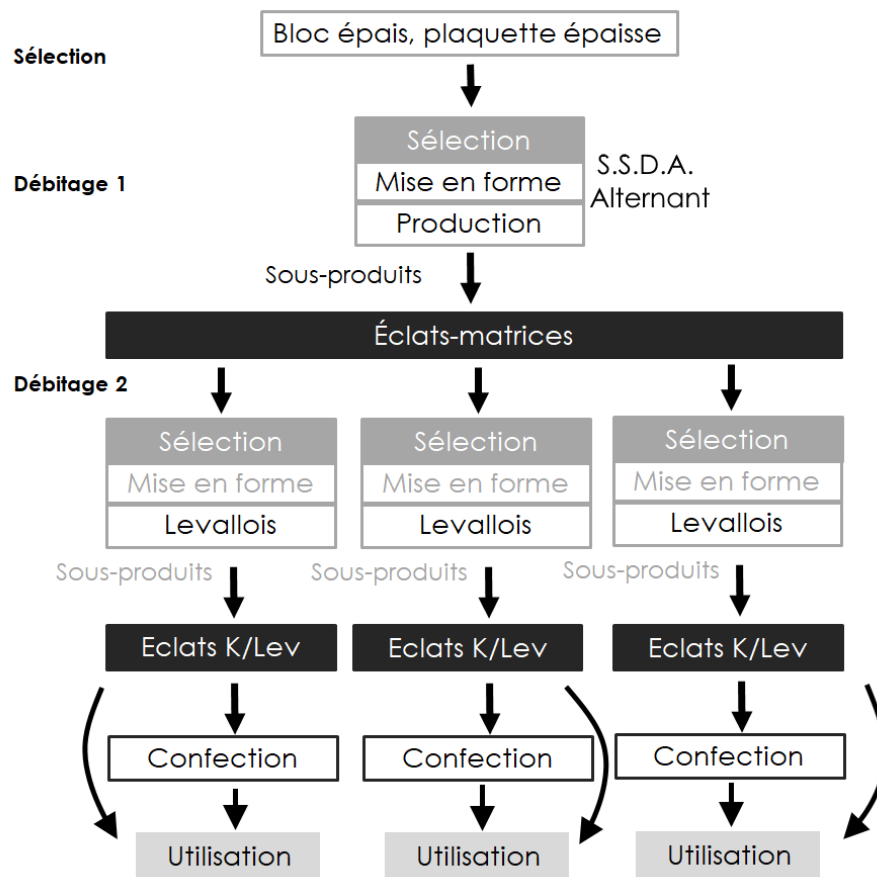 Bloc épais, plaquette épaisse
Sélection
Sélection
S.S.D.A.
Débitage 1
Mise en forme
Alternant
Production
Sous-produits
Éclats-matrices
Débitage 2
Sélection
Sélection
Sélection
Mise en forme
Mise en forme
Mise en forme
Levallois
Levallois
Levallois
Sous-produits
Sous-produits
Sous-produits
Eclats K/Lev
Eclats K/Lev
Eclats K/Lev
Confection
Confection
Confection
Utilisation
Utilisation
Utilisation